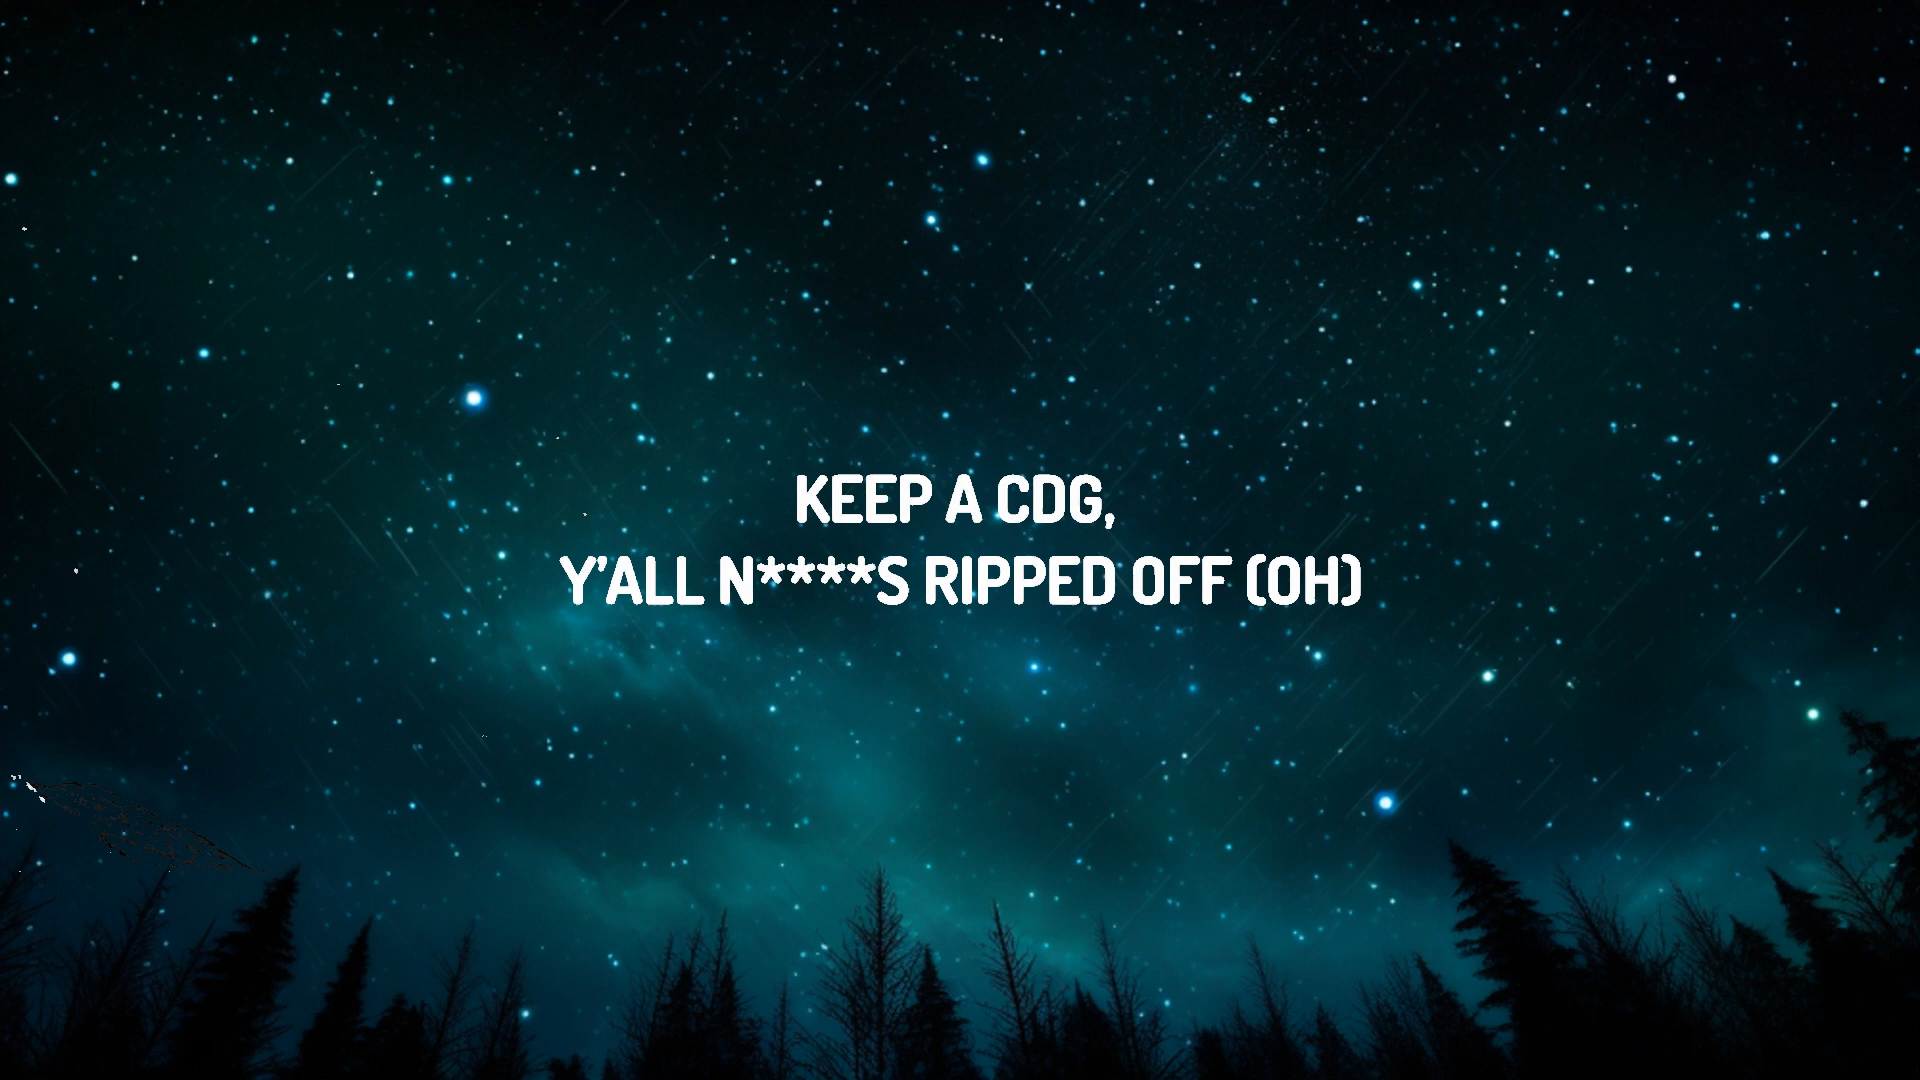 KEEP A CDG,
Y'ALL N****S RIPPED OFF (OH)